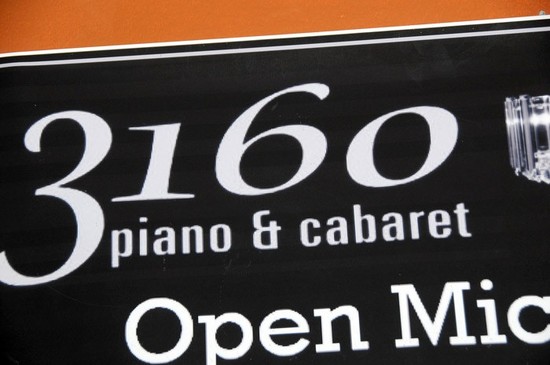 3160
piano & cabaret
Open Mic